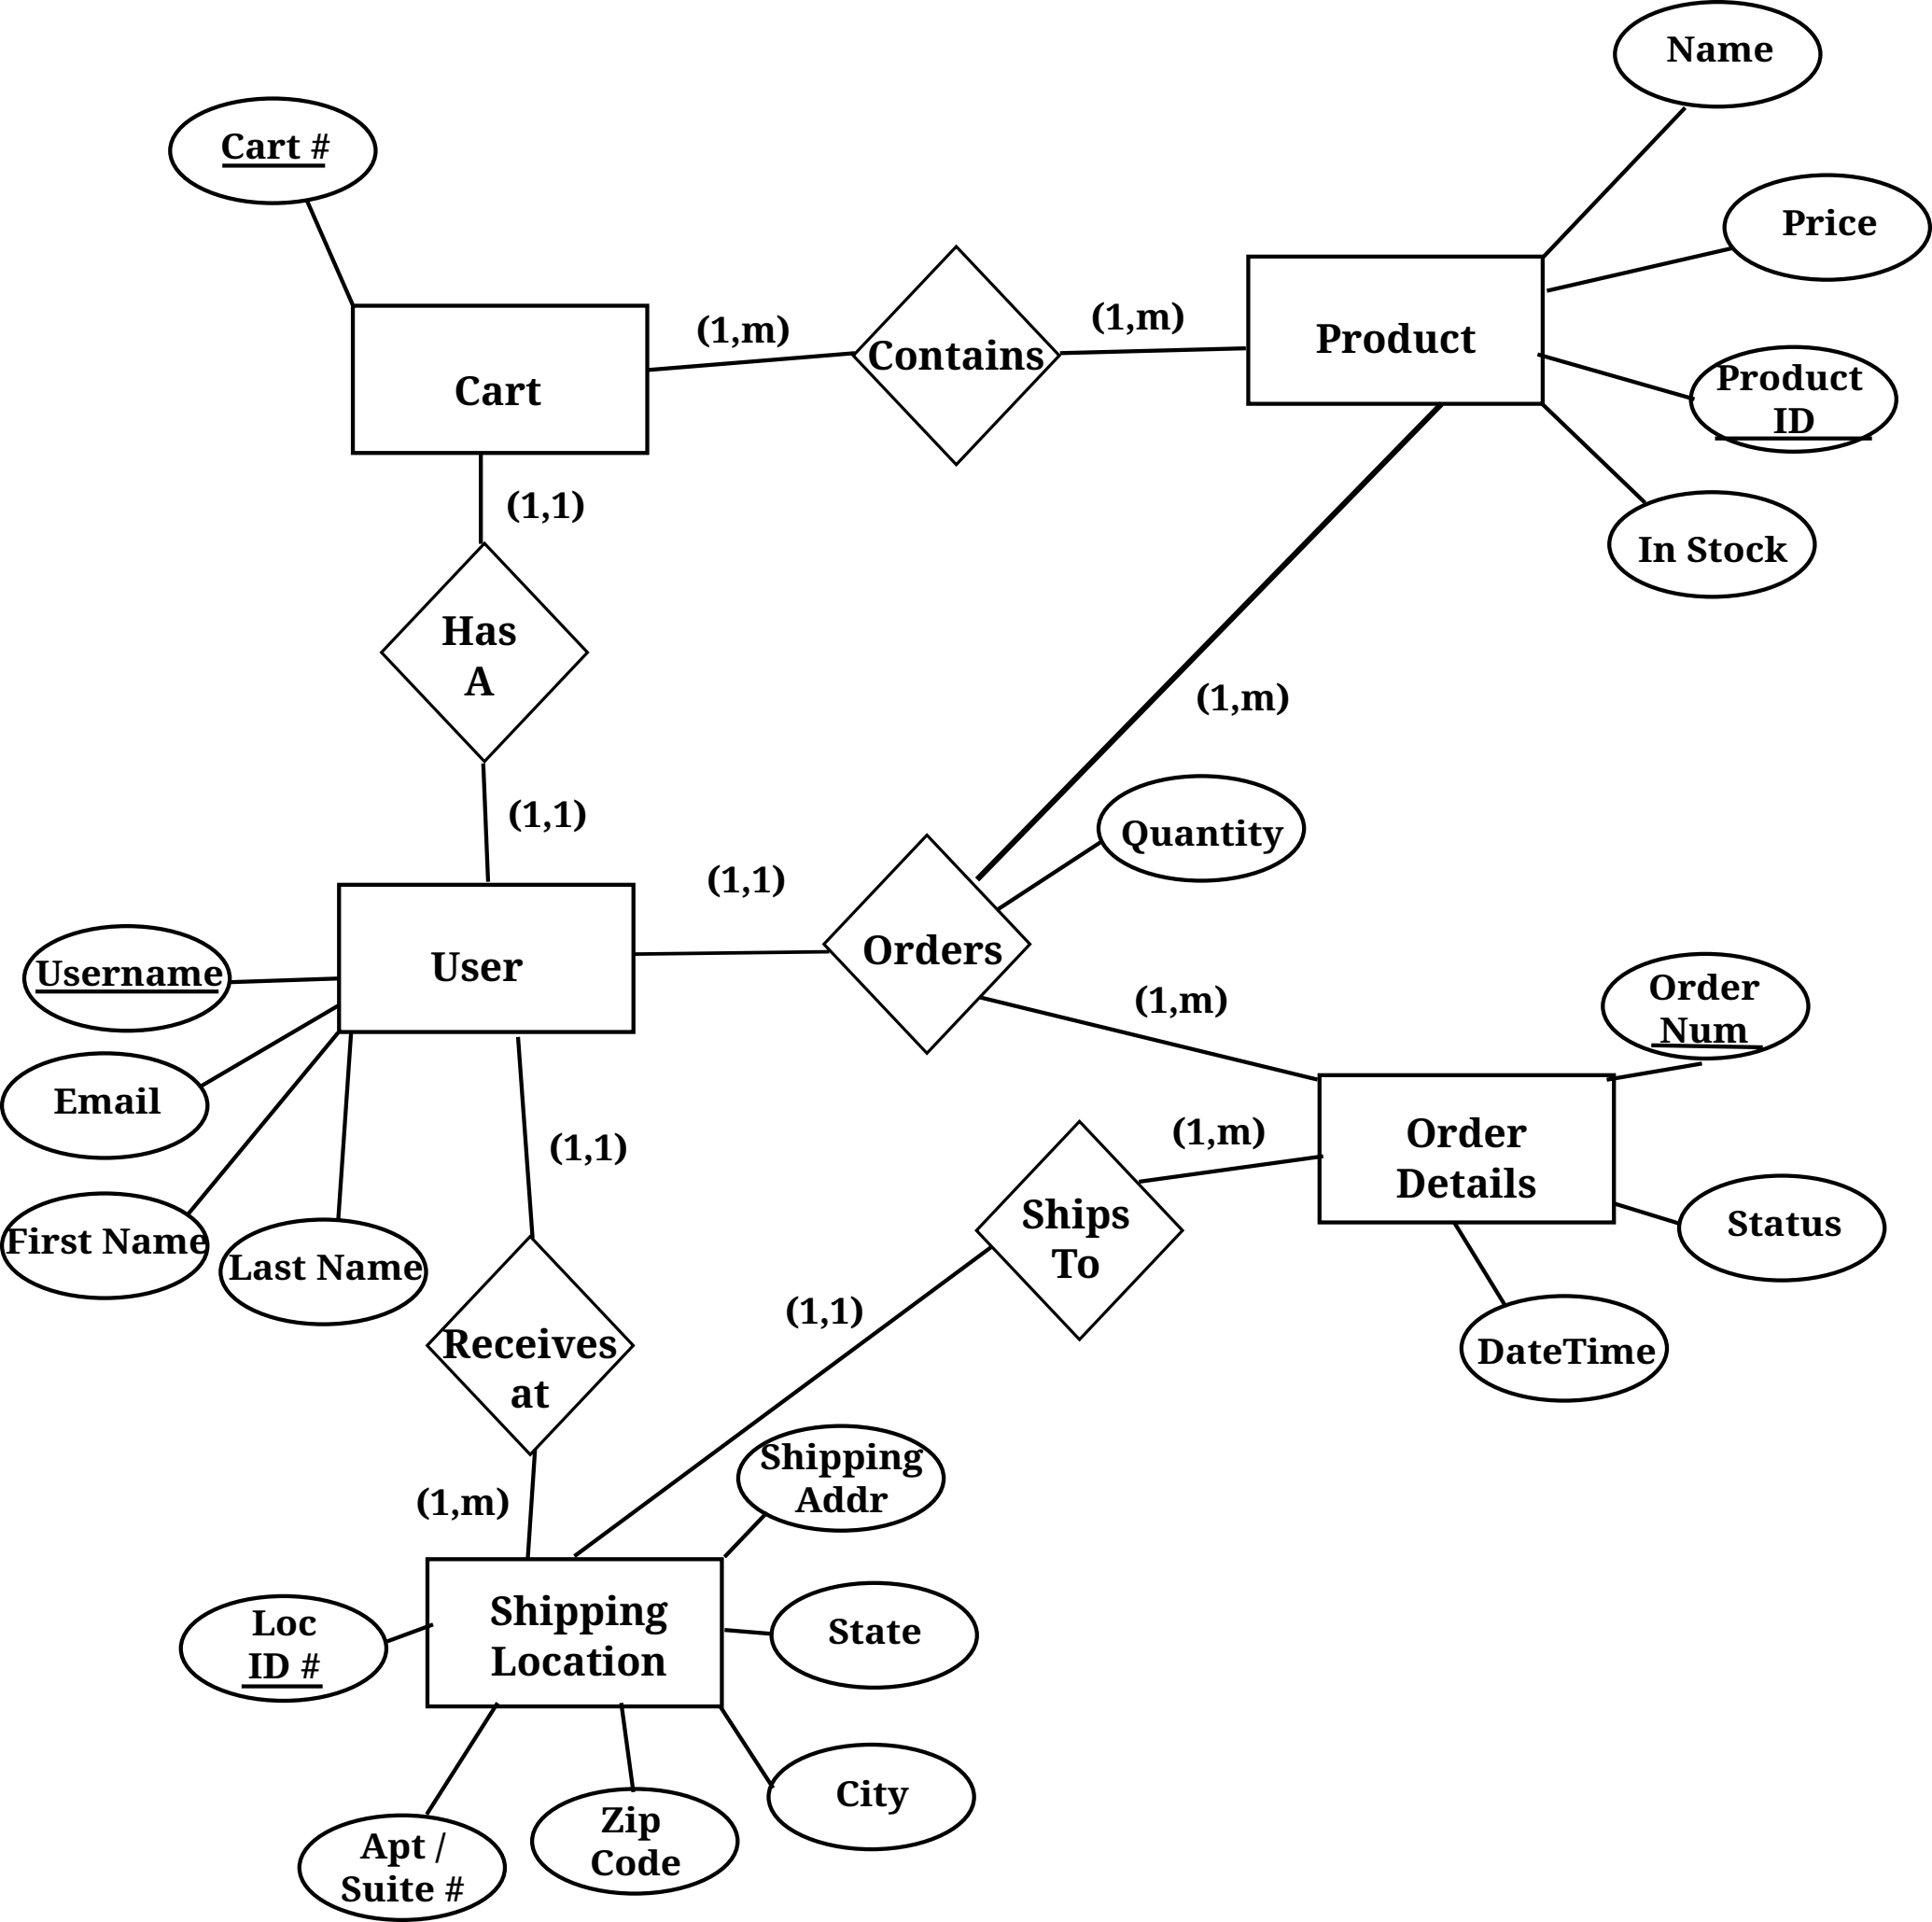 Name
Cart #
Price
(1,m)
(1,m)
Contains
Product
Cart
Product
ID
(1,1)
In Stock
Has
A
(1,m)
(1,1)
Quantity
(1,1)
Orders
User
Username
(1,m)
Order
Num
Email
(1,1)
(1,m)
Order
Details
Ships
To
Status
First Name
Last Name
(1,1)
Receives
at
DateTime
(1,m)
Shipping
Addr
Shipping
Location
Loc
ID #
State
City
Zip
Code
Apt /
Suite #